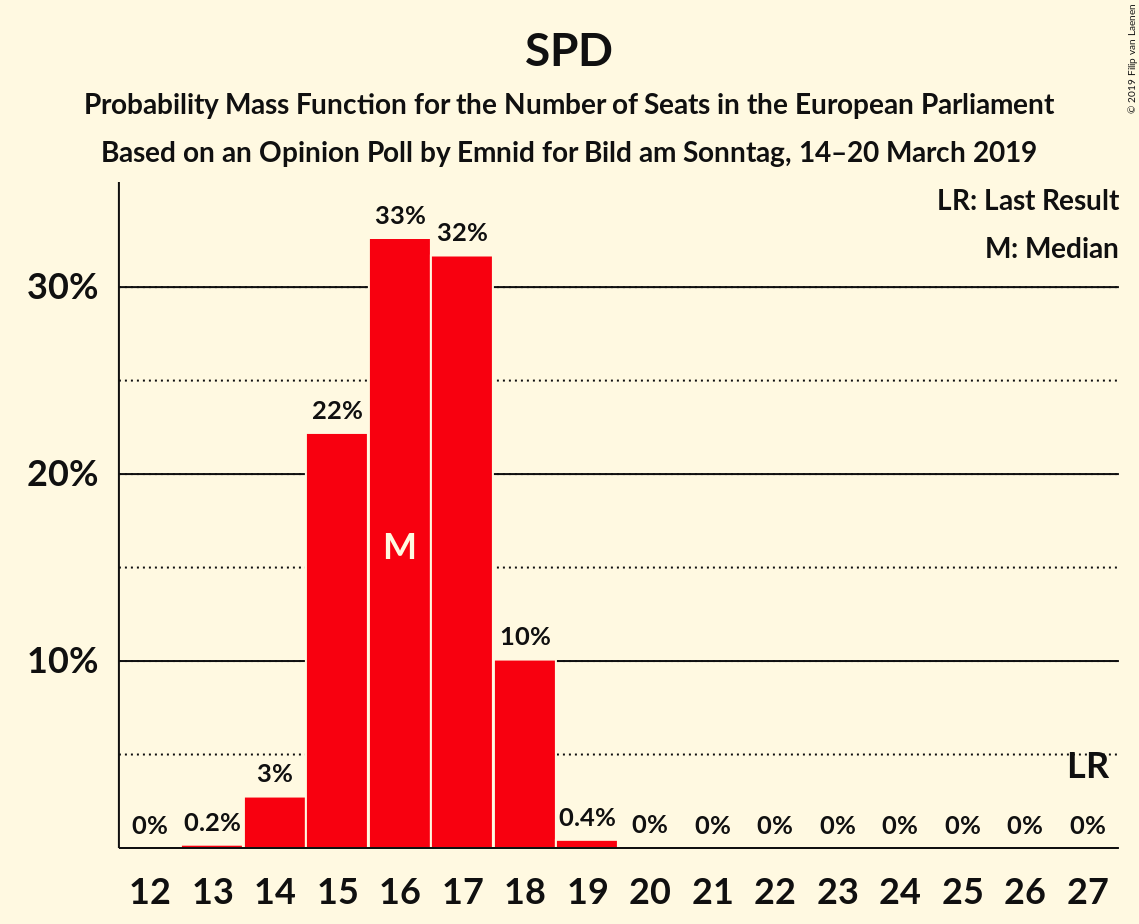 SPD
Probability Mass Function for the Number of Seats in the European Parliament
Based on an Opinion Poll by Emnid for Bild am Sonntag, 14–20 March 2019
© 2019 Filip van Laenen
LR: Last Result
M: Median
30%
20%
10%
0%
0.2%
3%
22%
33%
32%
10%
0.4%
0%
0%
0%
0%
0%
0%
0%
0%
M
LR
12 13 14 15 16 17 18 19 20 21 22 23 24 25 26 27